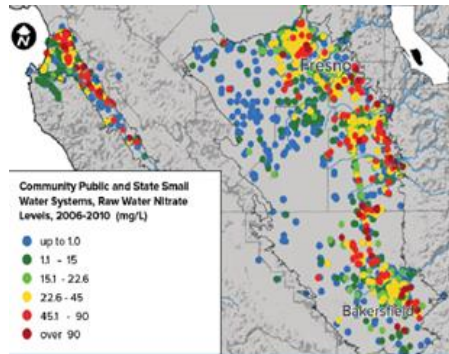 N
Fresno
Community Public and State Small
Water Systems, Raw Water Nitrate
Levels, 2006-2010 (mg/L)
up to 1.0
1.1 - 15
15.1 - 22.6
22.6 - 45
45.1 - 90
over 90
Bakersfield